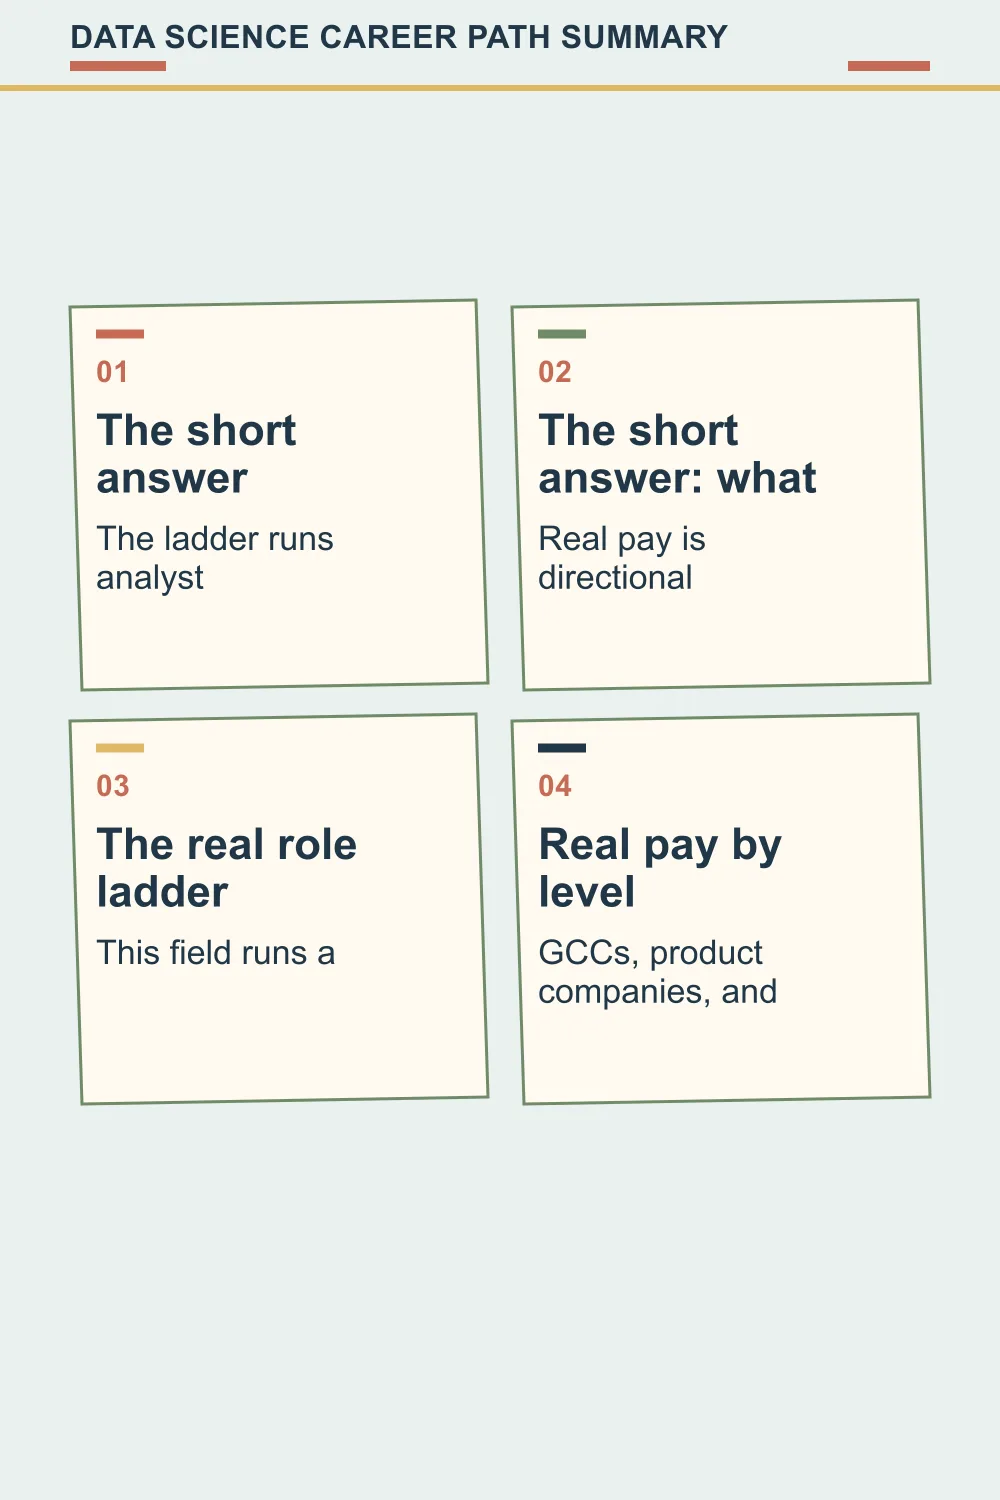 DATA SCIENCE CAREER PATH SUMMARY
01
The short
answer
The ladder runs
analyst
02
The short
answer: what
Real pay is
directional
03
The real role
ladder
This field runs a
04
Real pay by
level
GCCs, product
companies, and